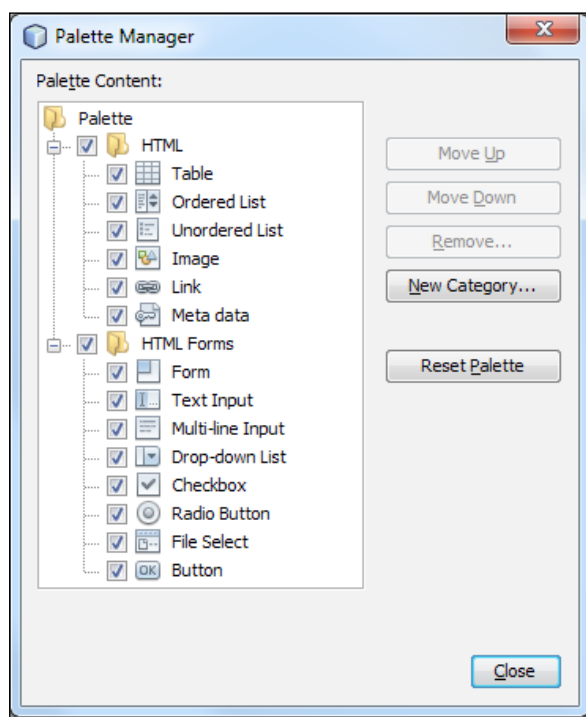 Palette Manager
Palette Content:
Palette
HTML
Table
Ordered List
Unordered List
Image
Link
Meta data
HTML Forms
Form
Text Input
Multi-line Input
Drop-down List
Checkbox
Radio Button
File Select
OK Button
Move Up
Move Down
Remove...
New Category...
Reset Palette
Close